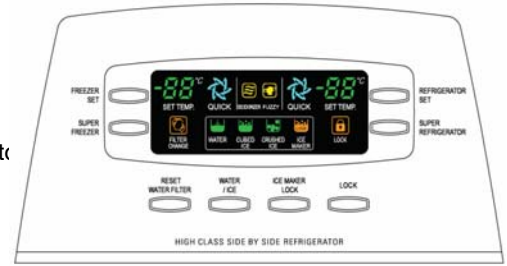 FREEZER
SET
SUPER
FREEZER
-88°C
SET TEMP.
QUICK
DEODORIZER FUZZY
QUICK
-88°C
SET TEMP.
FILTER
CHANGE
WATER
CUBED
ICE
CRUSHED
ICE
ICE
MAKER
LOCK
REFRIGERATOR
SET
SUPER
REFRIGERATOR
to
RESET
WATER FILTER
WATER
/ ICE
ICE MAKER
LOCK
LOCK
HIGH CLASS SIDE BY SIDE REFRIGERATOR